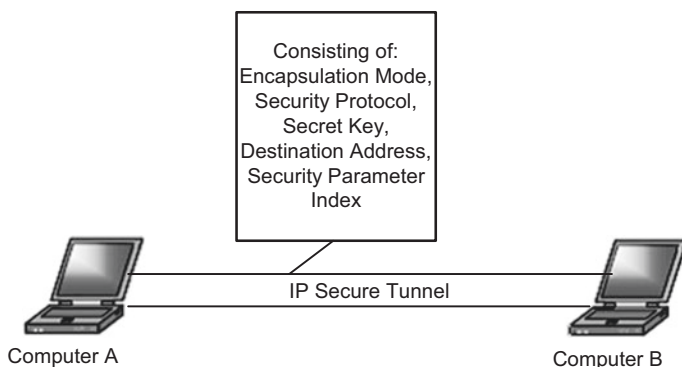 Consisting of:
Encapsulation Mode,
Security Protocol,
Secret Key,
Destination Address,
Security Parameter
Index
IP Secure Tunnel
Computer A
Computer B